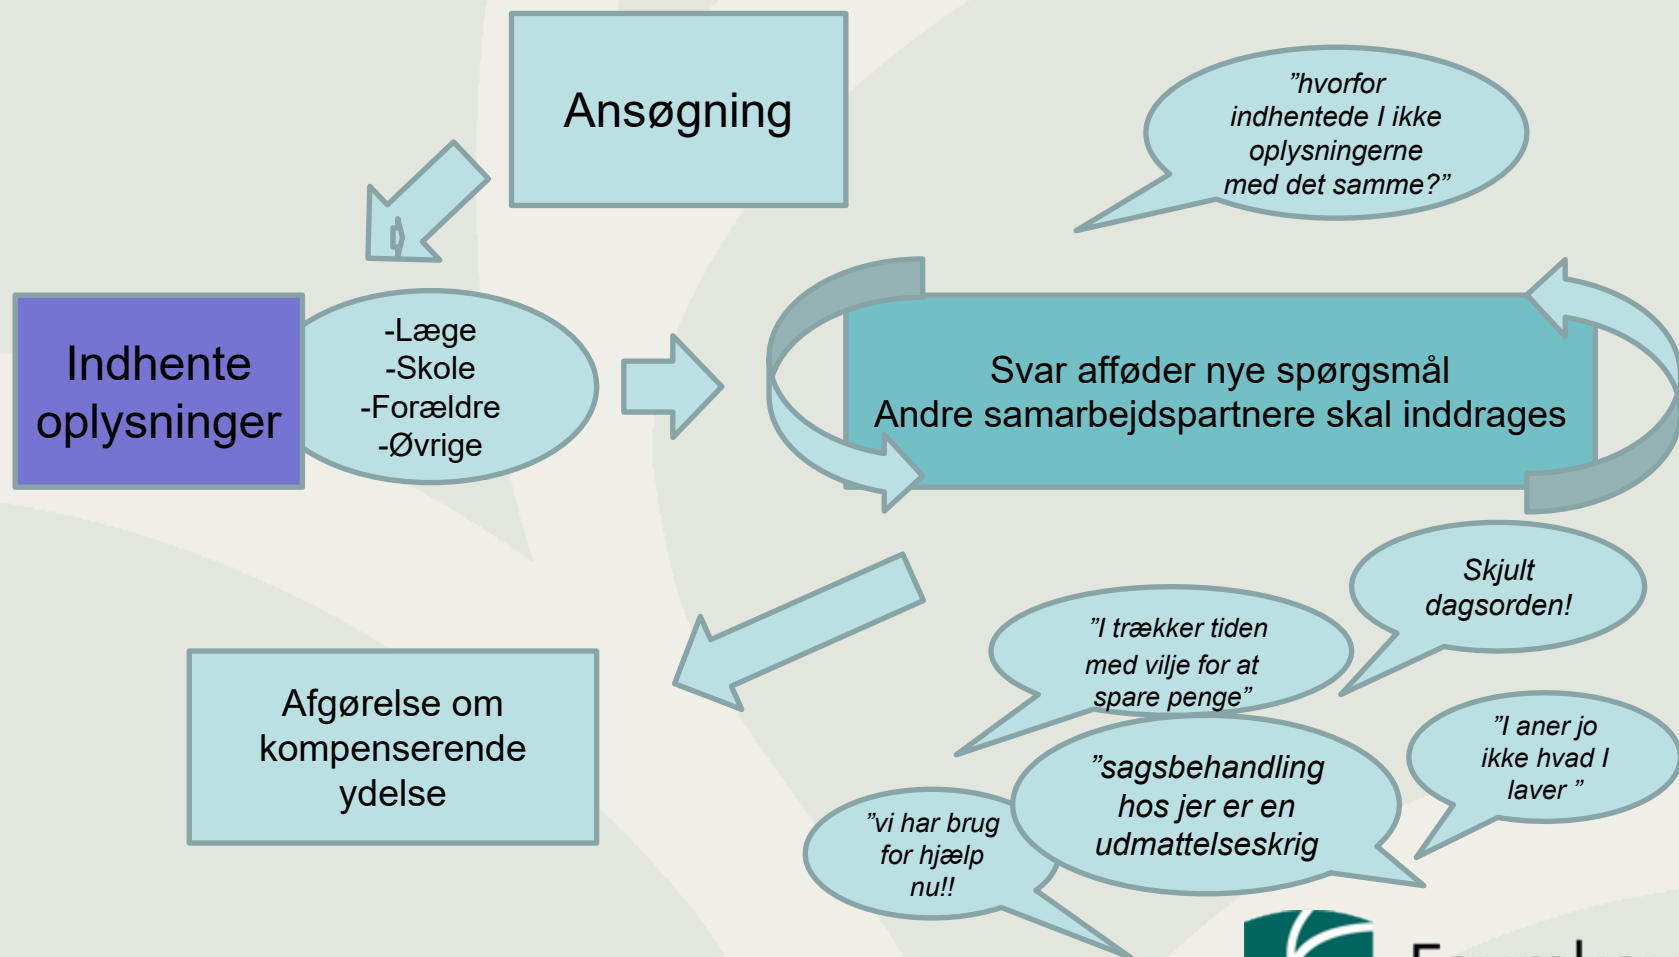 Ansøgning
”hvorfor
indhentede I ikke
oplysningerne
med det samme?”
Indhente
oplysninger
-Læge
-Skole
-Forældre
-Øvrige
Svar afføder nye spørgsmål
Andre samarbejdspartnere skal inddrages
Afgørelse om
kompenserende
ydelse
Skjult
dagsorden!
”I trækker tiden
med vilje for at
spare penge”
”I aner jo
ikke hvad I
laver ”
”sagsbehandling
hos jer er en
udmattelseskrig
”vi har brug
for hjælp
nu!!